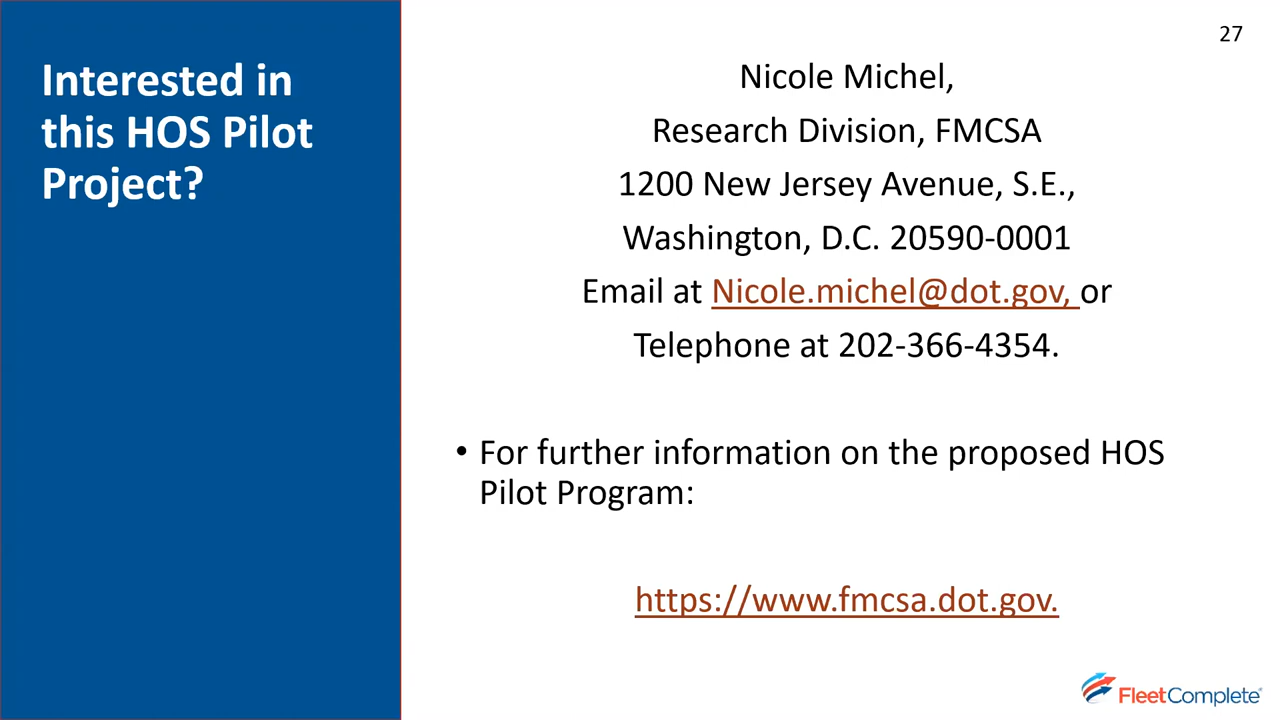 27
Interested in
this HOS Pilot
Project?
Nicole Michel,
Research Division, FMCSA
1200 New Jersey Avenue, S.E.,
Washington, D.C. 20590-0001
Email at Nicole.michel@dot.gov, or
Telephone at 202-366-4354.
• For further information on the proposed HOS
Pilot Program:
https://www.fmcsa.dot.gov.
FleetComplete®